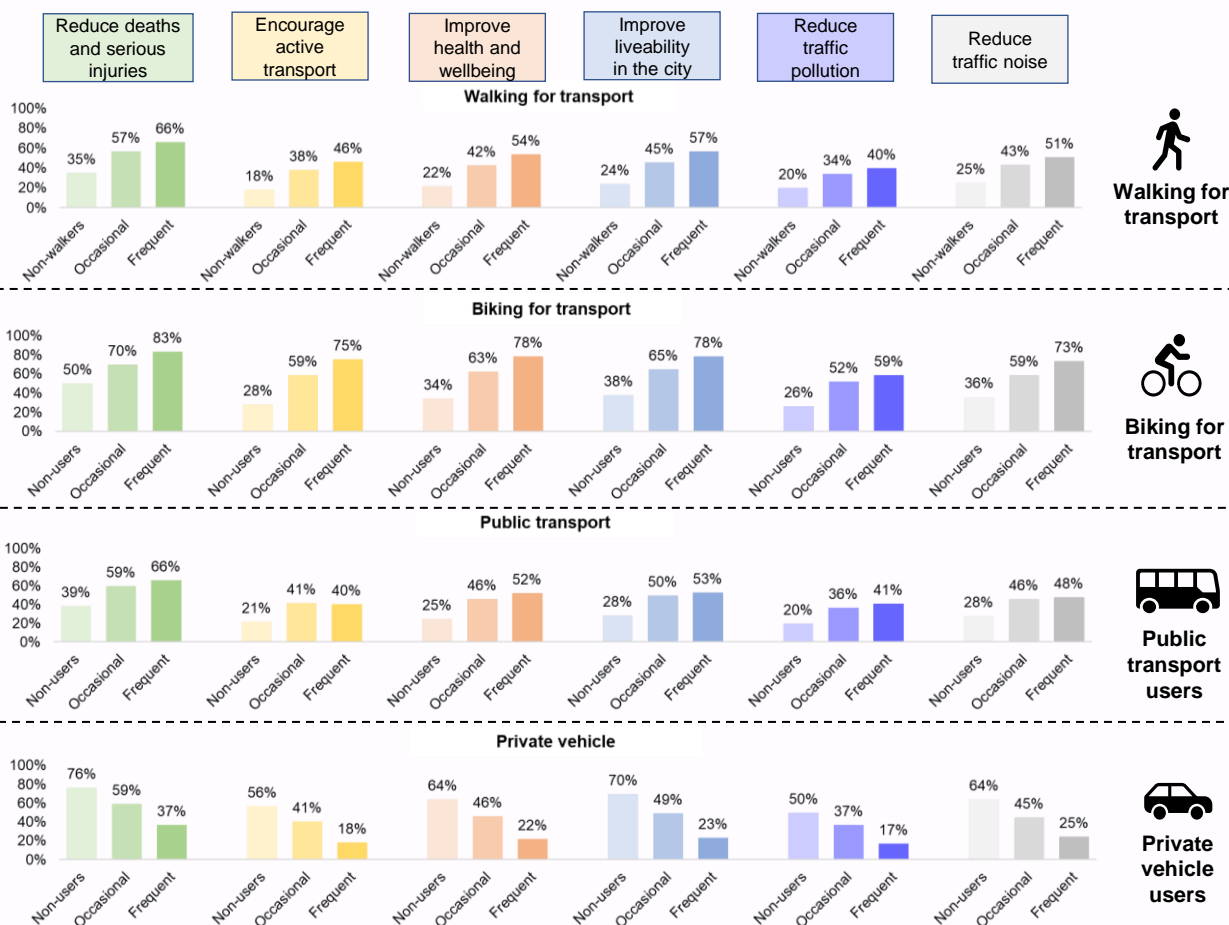 Reduce deaths
and serious
injuries
Encourage
active
transport
Improve
health and
wellbeing
Improve
liveability
in the city
Reduce
traffic
pollution
Reduce
traffic noise
Walking for transport
100%
80%
60%
40%
20%
0%
35% 57% 66%
18% 38% 46%
22% 42% 54%
24% 45% 57%
20% 34% 40%
25% 43% 51%
Non-walkers Occasional Frequent
Non-walkers Occasional Frequent
Non-walkers Occasional Frequent
Non-walkers Occasional Frequent
Non-walkers Occasional Frequent
Non-walkers Occasional Frequent
Walking for
transport
Biking for transport
100%
80%
60%
40%
20%
0%
50% 70% 83%
28% 59% 75%
34% 63% 78%
38% 65% 78%
26% 52% 59%
36% 59% 73%
Non-users Occasional Frequent
Non-users Occasional Frequent
Non-users Occasional Frequent
Non-users Occasional Frequent
Non-users Occasional Frequent
Non-users Occasional Frequent
Biking for
transport
Public transport
100%
80%
60%
40%
20%
0%
39% 59% 66%
21% 41% 40%
25% 46% 52%
28% 50% 53%
20% 36% 41%
28% 46% 48%
Non-users Occasional Frequent
Non-users Occasional Frequent
Non-users Occasional Frequent
Non-users Occasional Frequent
Non-users Occasional Frequent
Non-users Occasional Frequent
Public
transport
users
Private vehicle
100%
80%
60%
40%
20%
0%
76% 59% 37%
56% 41% 18%
64% 46% 22%
70% 49% 23%
50% 37% 17%
64% 45% 25%
Non-users Occasional Frequent
Non-users Occasional Frequent
Non-users Occasional Frequent
Non-users Occasional Frequent
Non-users Occasional Frequent
Non-users Occasional Frequent
Private
vehicle
users